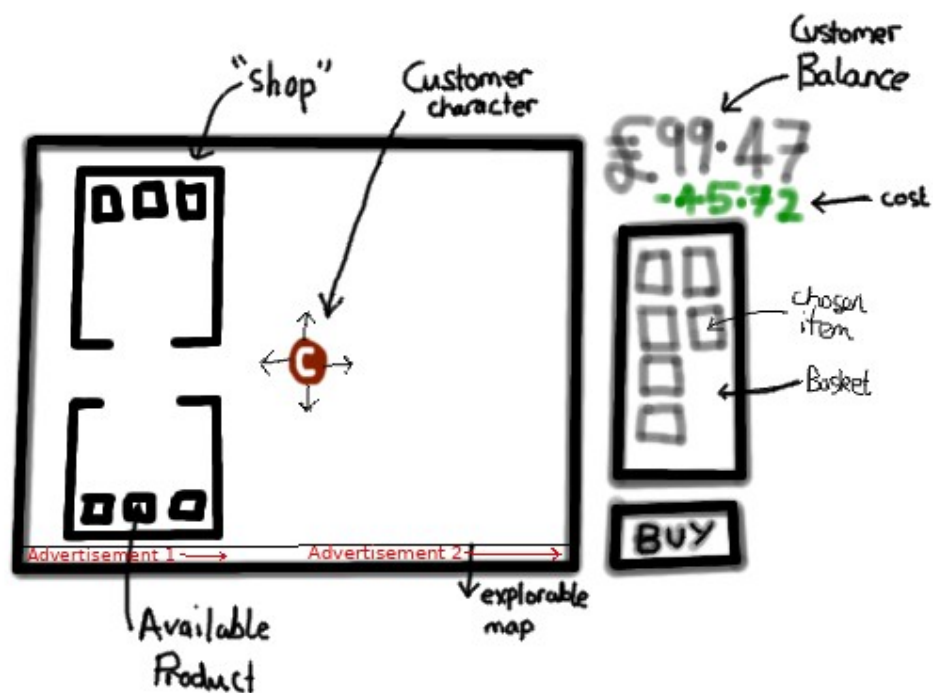 "Shop"
Customer
character
Customer
Balance
£99.47
-45.72
cost
chosen
item
Basket
C
BUY
Advertisement 1
Advertisement 2
explorable
map
Available
Product